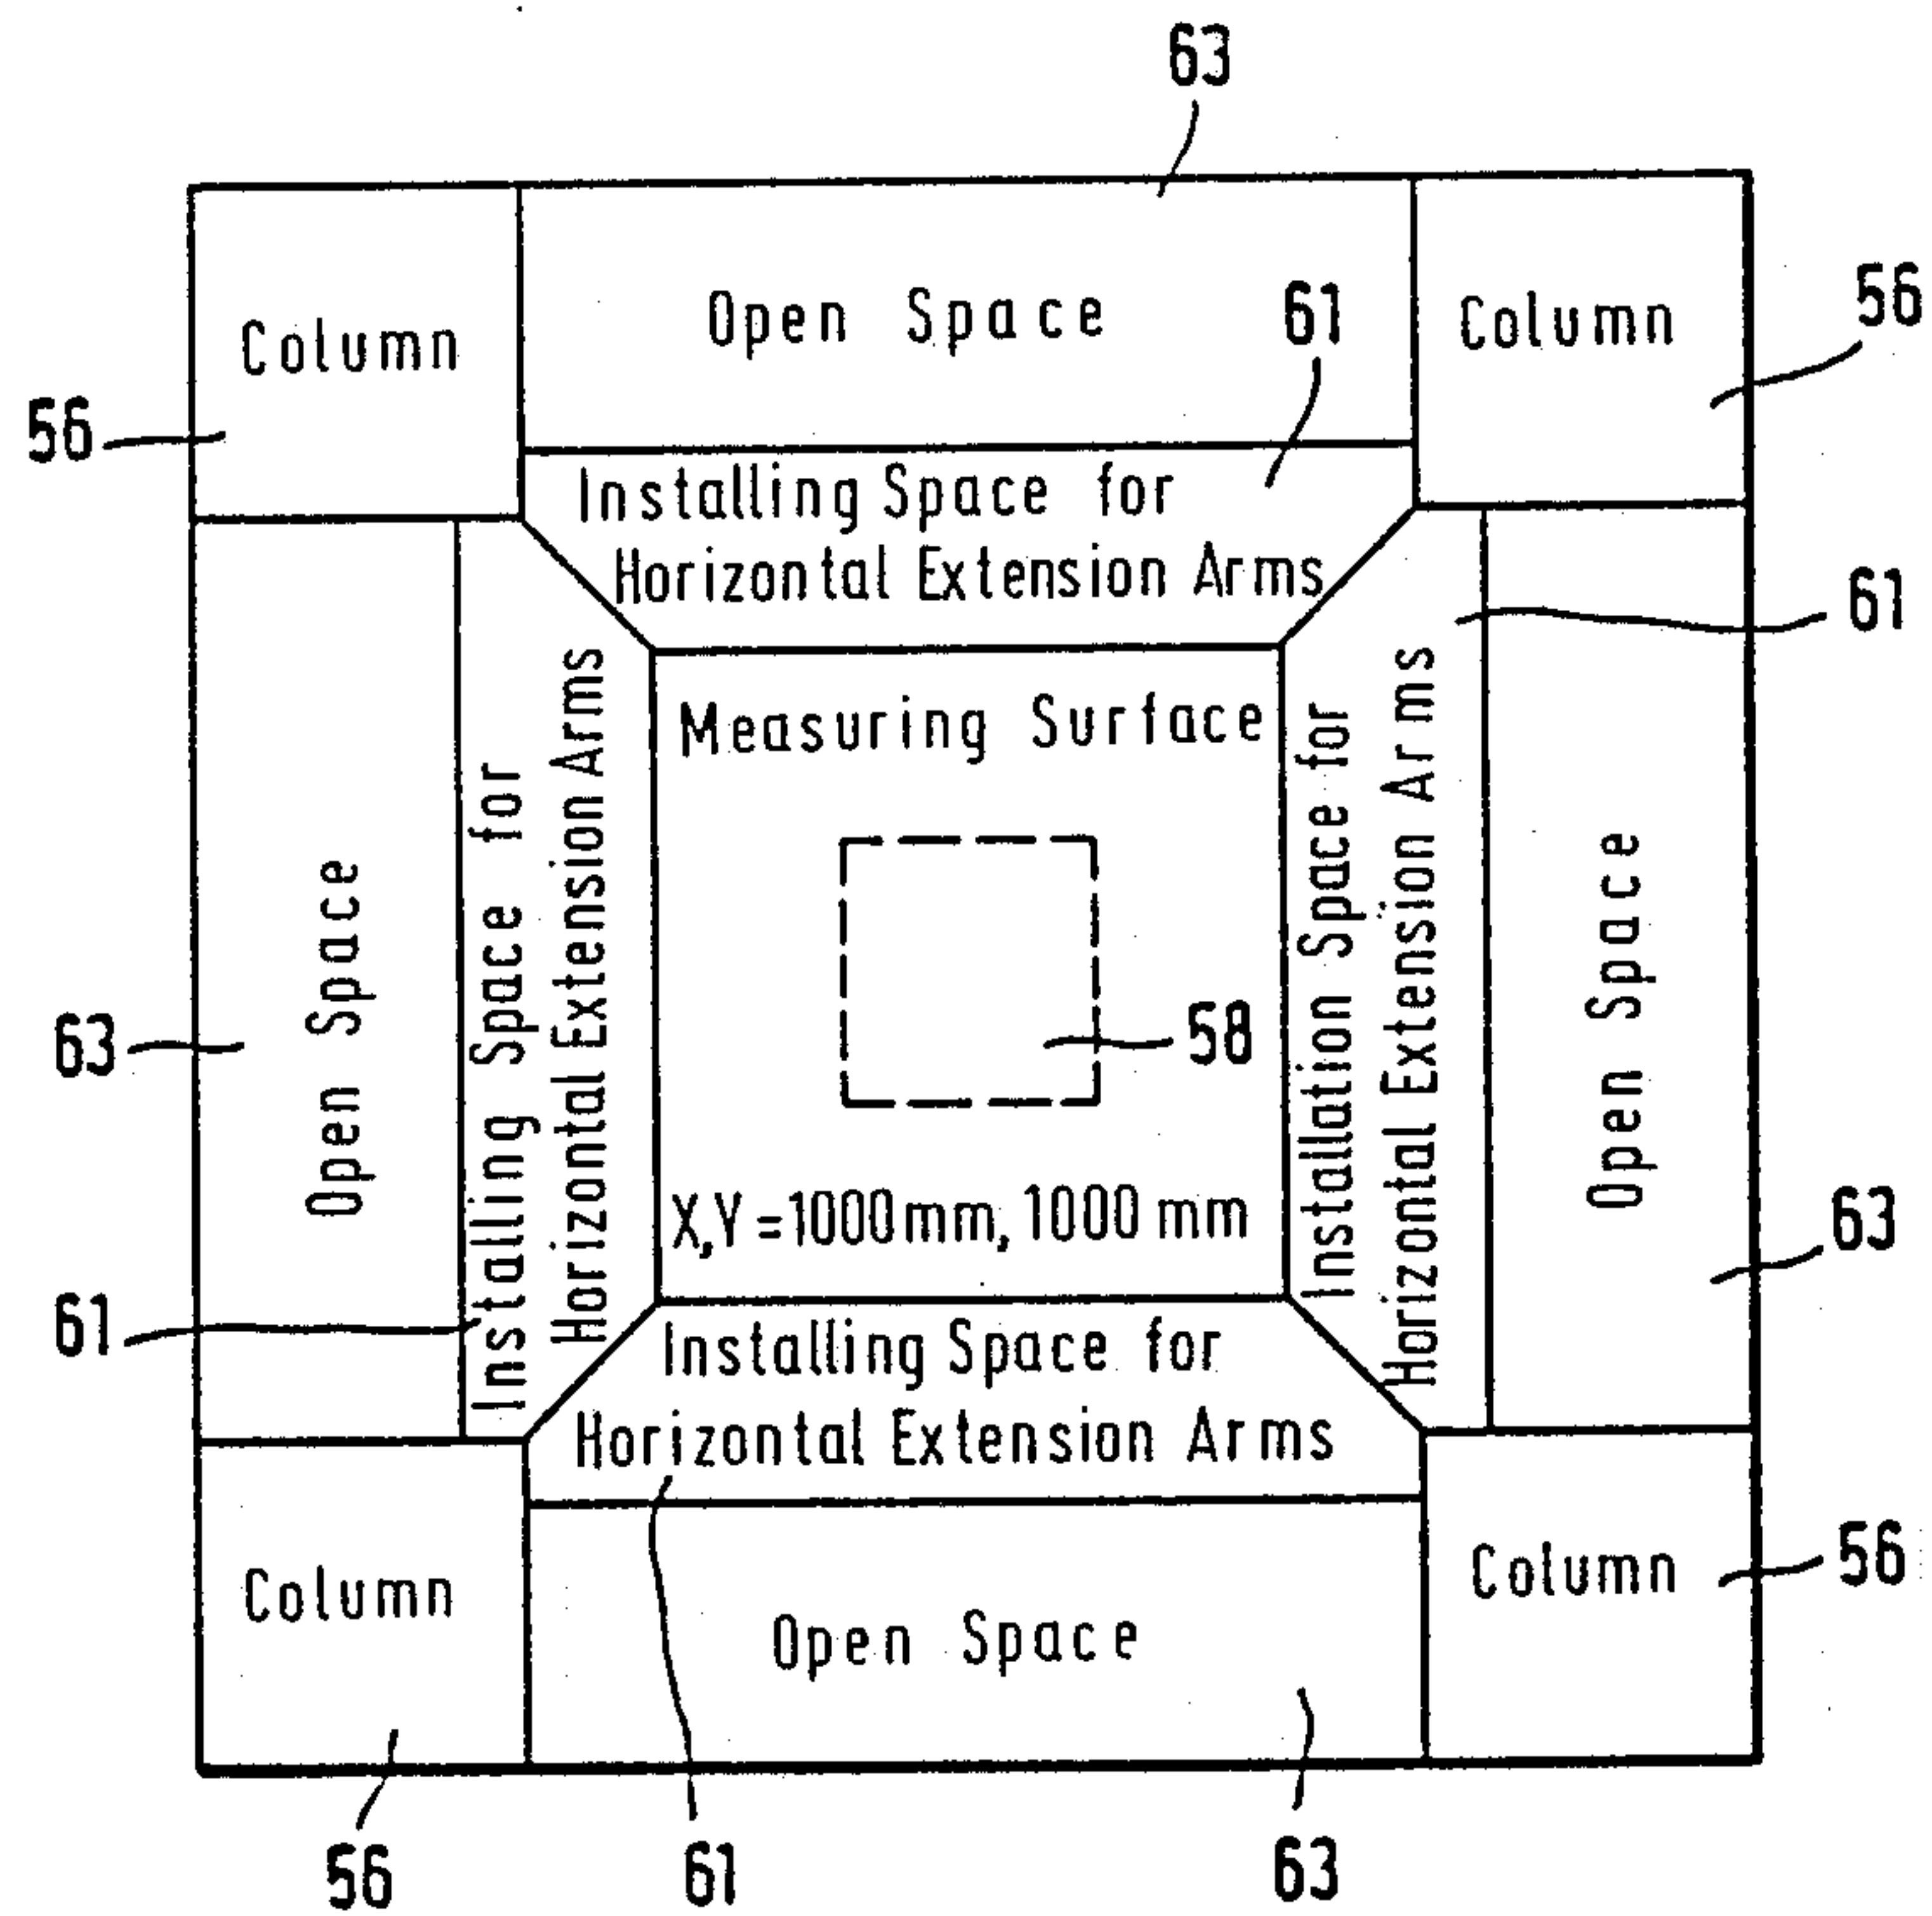 63
Column
Open Space
61
Column
56
56
Installing Space for
Horizontal Extension Arms
61
Open Space
63
Installing Space for
Horizontal Extension Arms
61
Measuring Surface
58
X,Y=1000mm, 1000mm
Installation Space for
Horizontal Extension Arms
Open Space
63
Installing Space for
Horizontal Extension Arms
Column
Open Space
Column
56
56
61
63